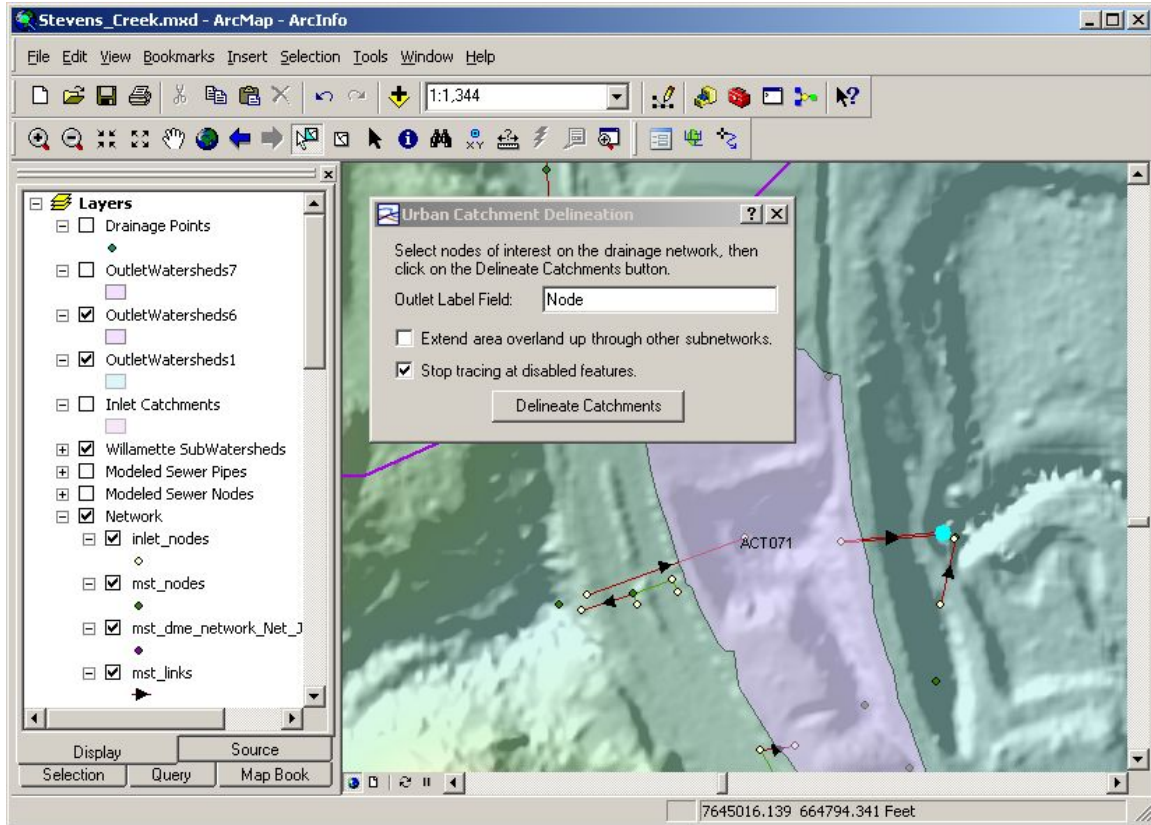 Stevens_Creek.mxd - ArcMap - ArcInfo
File Edit View Bookmarks Insert Selection Tools Window Help
1:1,344
Layers
Drainage Points
OutletWatersheds7
OutletWatersheds6
OutletWatersheds1
Inlet Catchments
Willamette SubWatersheds
Modeled Sewer Pipes
Modeled Sewer Nodes
Network
inlet_nodes
mst_nodes
mst_dme_network_Net_J
mst_links
Display Source
Selection Query Map Book
Urban Catchment Delineation
Select nodes of interest on the drainage network, then
click on the Delineate Catchments button.
Outlet Label Field: Node
Extend area overland up through other subnetworks.
Stop tracing at disabled features.
Delineate Catchments
ACT071
7645016.139 664794.341 Feet